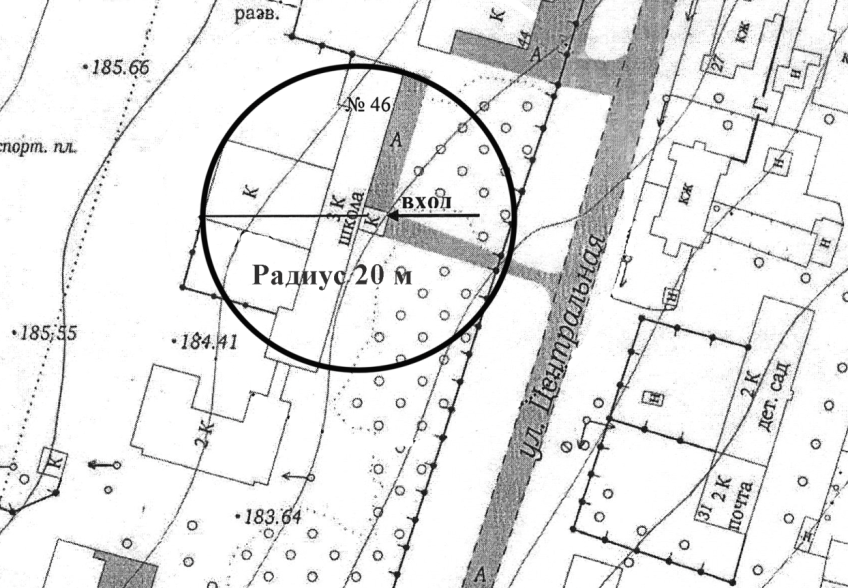 разв.
К
44
А
А
27
кж
н
Г
185.66
№ 46
А
спорт. пл.
К
3 К
школа
К
вход
кж
н
н
Радиус 20 м
н
185.55
184.41
ул. Центральная
2 К
дет. сад
н
2 К
К
31
2 К
почта
183.64
н
А